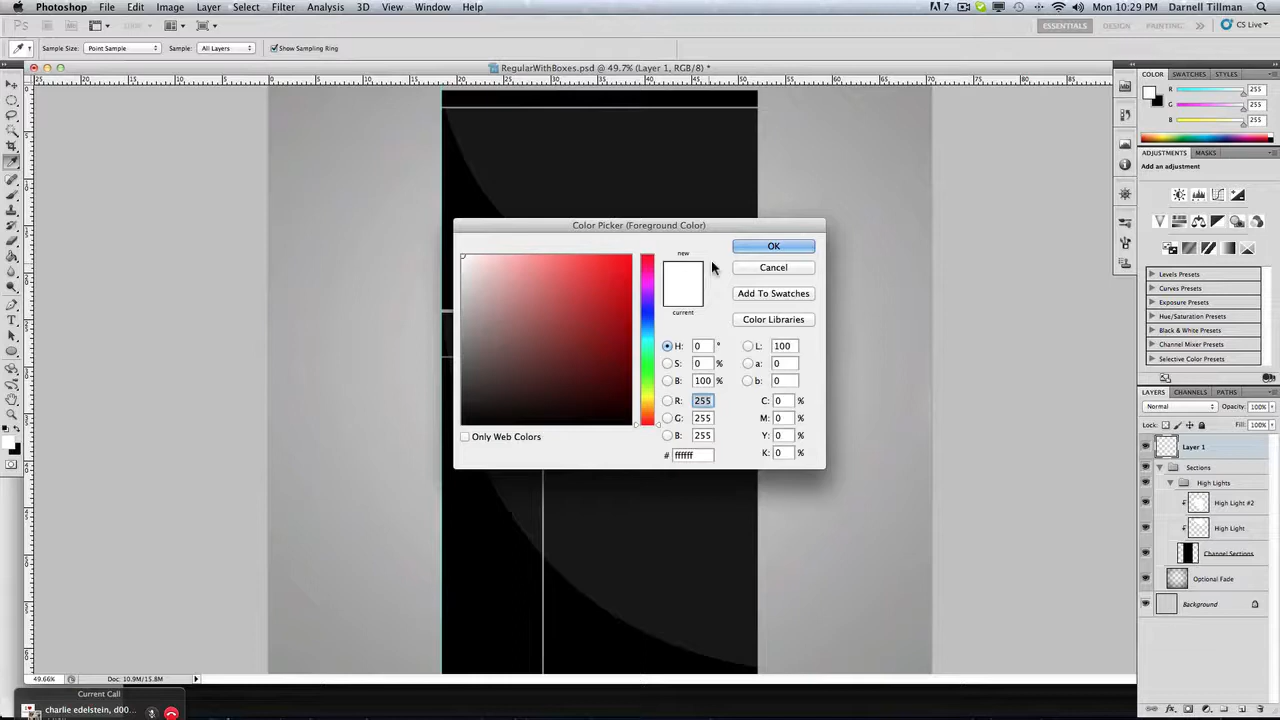 Photoshop File Edit Image Layer Select Filter Analysis 3D View Window Help 7 Mon 10:29 PM Darnell Tillman
Ps ESSENTIALS DESIGN PAINTING CS Live
Sample Size: Point Sample Sample: All Layers Show Sampling Ring
RegularWithBoxes.psd @ 49.7% (Layer 1, RGB/8) *
COLOR SWATCHES STYLES
R 255
G 255
B 255
ADJUSTMENTS MASKS
Add an adjustment
Color Picker (Foreground Color)
OK
new
Cancel
Add To Swatches
current
Color Libraries
H: 0 ° L: 100
S: 0 % a: 0
B: 100 % b: 0
R: 255 C: 0 %
G: 255 M: 0 %
B: 255 Y: 0 %
# ffffff K: 0 %
Only Web Colors
Levels Presets
Curves Presets
Exposure Presets
Hue/Saturation Presets
Black & White Presets
Channel Mixer Presets
Selective Color Presets
LAYERS CHANNELS PATHS
Normal Opacity: 100%
Lock: Fill: 100%
Layer 1
Sections
High Lights
High Light #2
High Light
Channel Sections
Optional Fade
Background
49.66% Doc: 10.9M/15.8M
Current Call
charlie edelstein, d00...